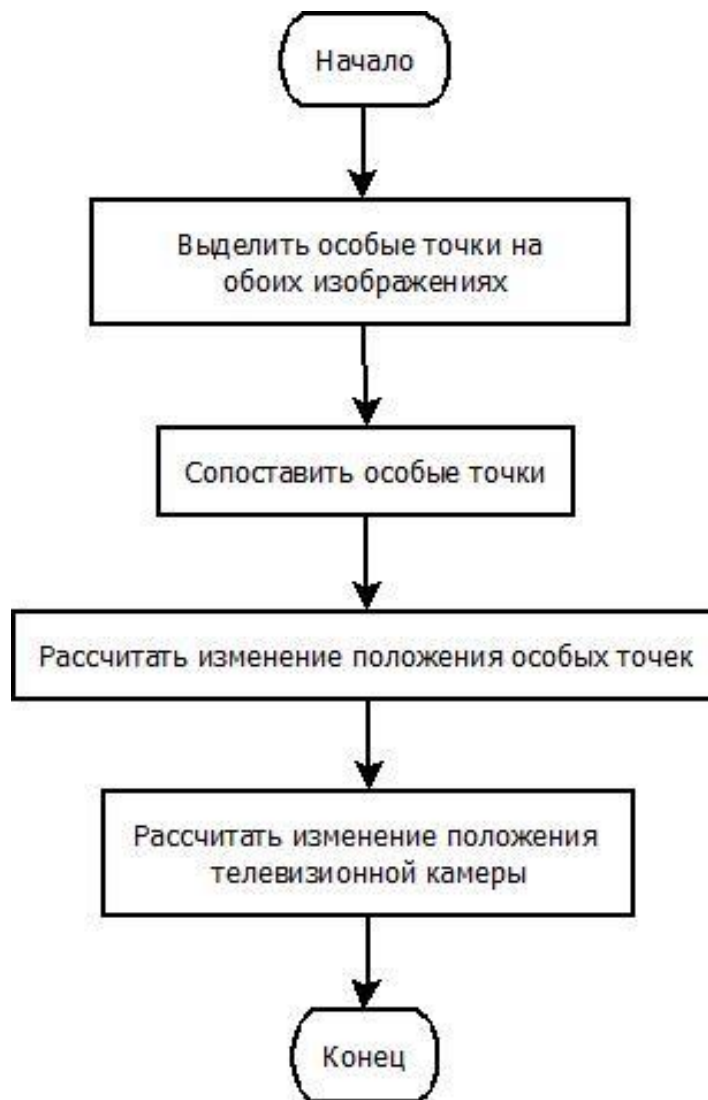 Начало
Выделить особые точки на
обоих изображениях
Сопоставить особые точки
Рассчитать изменение положения особых точек
Рассчитать изменение положения
телевизионной камеры
Конец